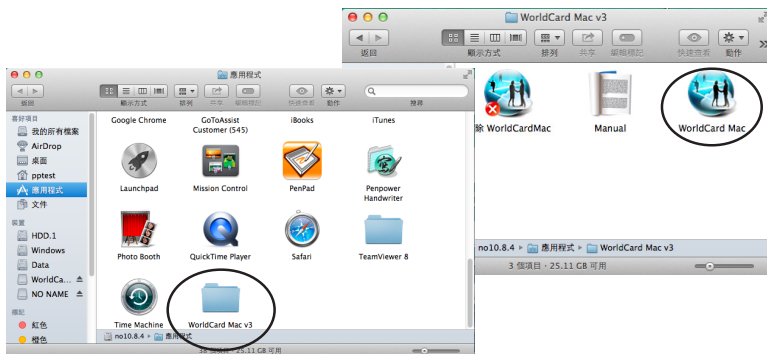 WorldCard Mac v3
返回
顯示方式
排列
共享
編輯標記
快速查看
動作
除 WorldCardMac
Manual
WorldCard Mac
no10.8.4 ▸ 應用程式 ▸ WorldCard Mac v3
3 個項目，25.11 GB 可用
應用程式
返回
顯示方式
排列
共享
編輯標記
快速查看
動作
搜尋
喜好項目
我的所有檔案
AirDrop
桌面
pptest
應用程式
文件
裝置
HDD.1
Windows
Data
WorldCa...
NO NAME
標記
紅色
橙色
Google Chrome
GoToAssist
Customer (545)
iBooks
iTunes
Launchpad
Mission Control
PenPad
Penpower
Handwriter
Photo Booth
QuickTime Player
Safari
TeamViewer 8
Time Machine
WorldCard Mac v3
no10.8.4 ▸ 應用程式
38 個項目，25.11 GB 可用